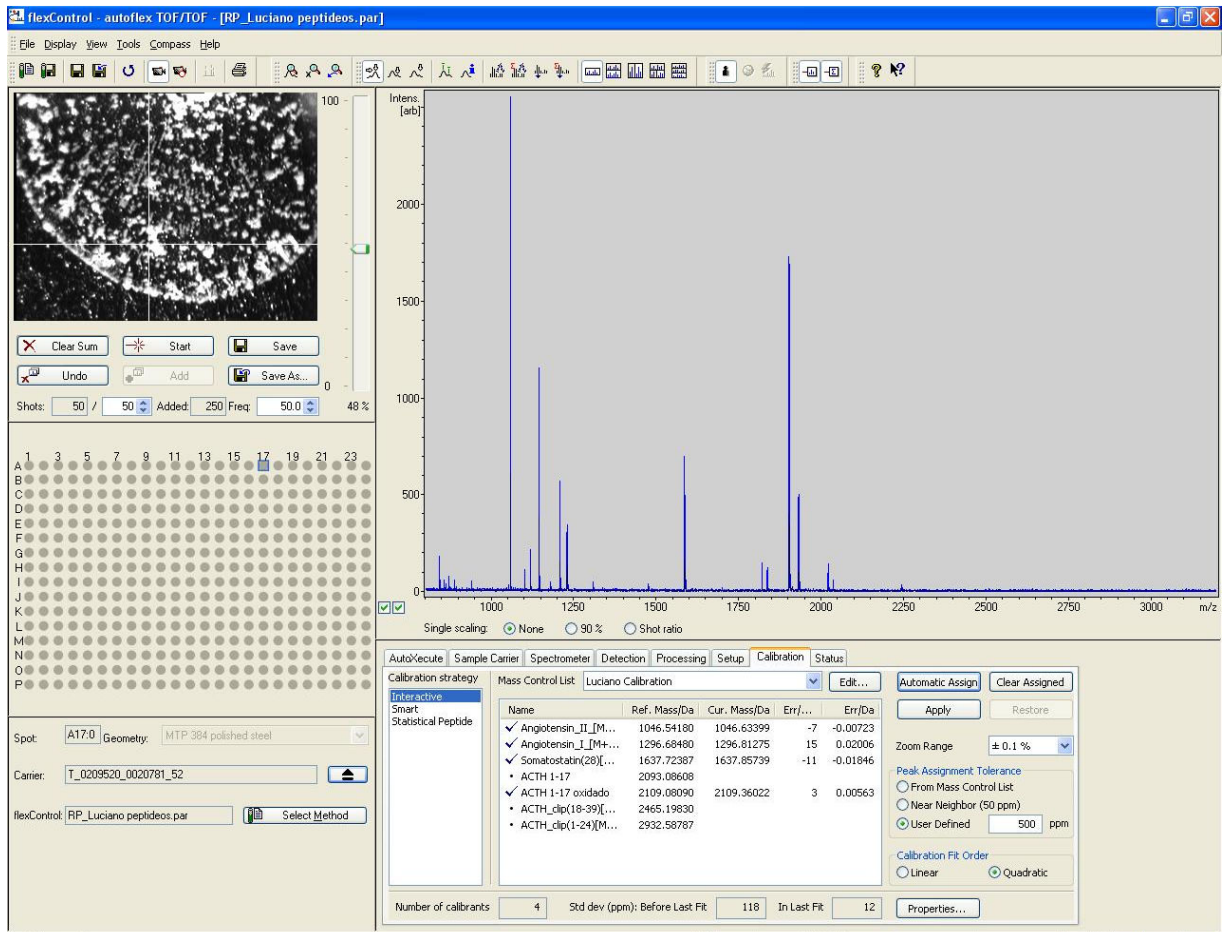 flexControl - autoflex TOF/TOF - [RP_Luciano peptideos.par]
File Display View Tools Compass Help
100
0
Clear Sum Start Save
Undo Add Save As...
Shots: 50 / 50 Added: 250 Freq: 50.0 48 %
1 3 5 7 9 11 13 15 17 19 21 23
A
B
C
D
E
F
G
H
I
J
K
L
M
N
O
P
Spot: A17:0 Geometry: MTP 384 polished steel
Carrier: T_0209520_0020781_52
flexControl: RP_Luciano peptideos.par Select Method
Intens.
[arb]
2000
1500
1000
500
0
1000 1250 1500 1750 2000 2250 2500 2750 3000 m/z
Single scaling: None 90 % Shot ratio
AutoXecute Sample Carrier Spectrometer Detection Processing Setup Calibration Status
Calibration strategy
Interactive
Smart
Statistical Peptide
Mass Control List Luciano Calibration Edit...
Name Ref. Mass/Da Cur. Mass/Da Err/... Err/Da
Angiotensin_II_[M... 1046.54180 1046.63399 -7 -0.00723
Angiotensin_I_[M+... 1296.68480 1296.81275 15 0.02006
Somatostatin(28)[... 1637.72387 1637.85739 -11 -0.01846
ACTH 1-17 2093.08608
ACTH 1-17 oxidado 2109.08090 2109.36022 3 0.00563
ACTH_clip(18-39)[... 2465.19830
ACTH_clip(1-24)[M... 2932.58787
Automatic Assign Clear Assigned
Apply Restore
Zoom Range ± 0.1 %
Peak Assignment Tolerance
From Mass Control List
Near Neighbor (50 ppm)
User Defined 500 ppm
Calibration Fit Order
Linear Quadratic
Number of calibrants 4 Std dev (ppm): Before Last Fit 118 In Last Fit 12 Properties...